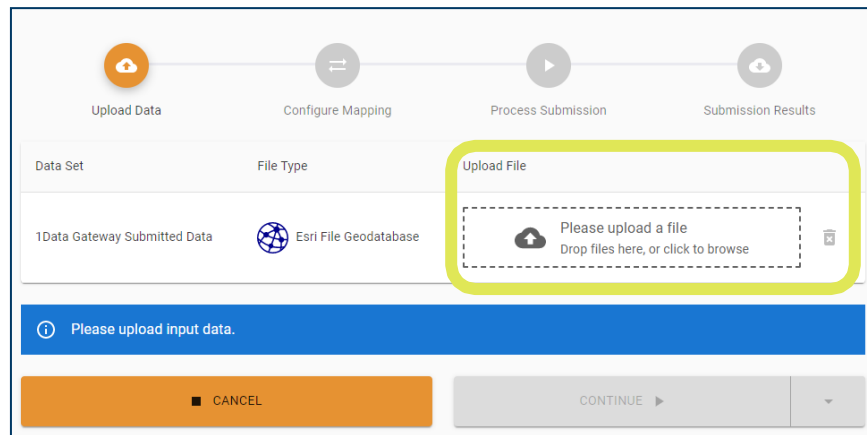 Upload Data
Configure Mapping
Process Submission
Submission Results
Data Set
File Type
Upload File
1Data Gateway Submitted Data
Esri File Geodatabase
Please upload a file
Drop files here, or click to browse
Please upload input data.
CANCEL
CONTINUE